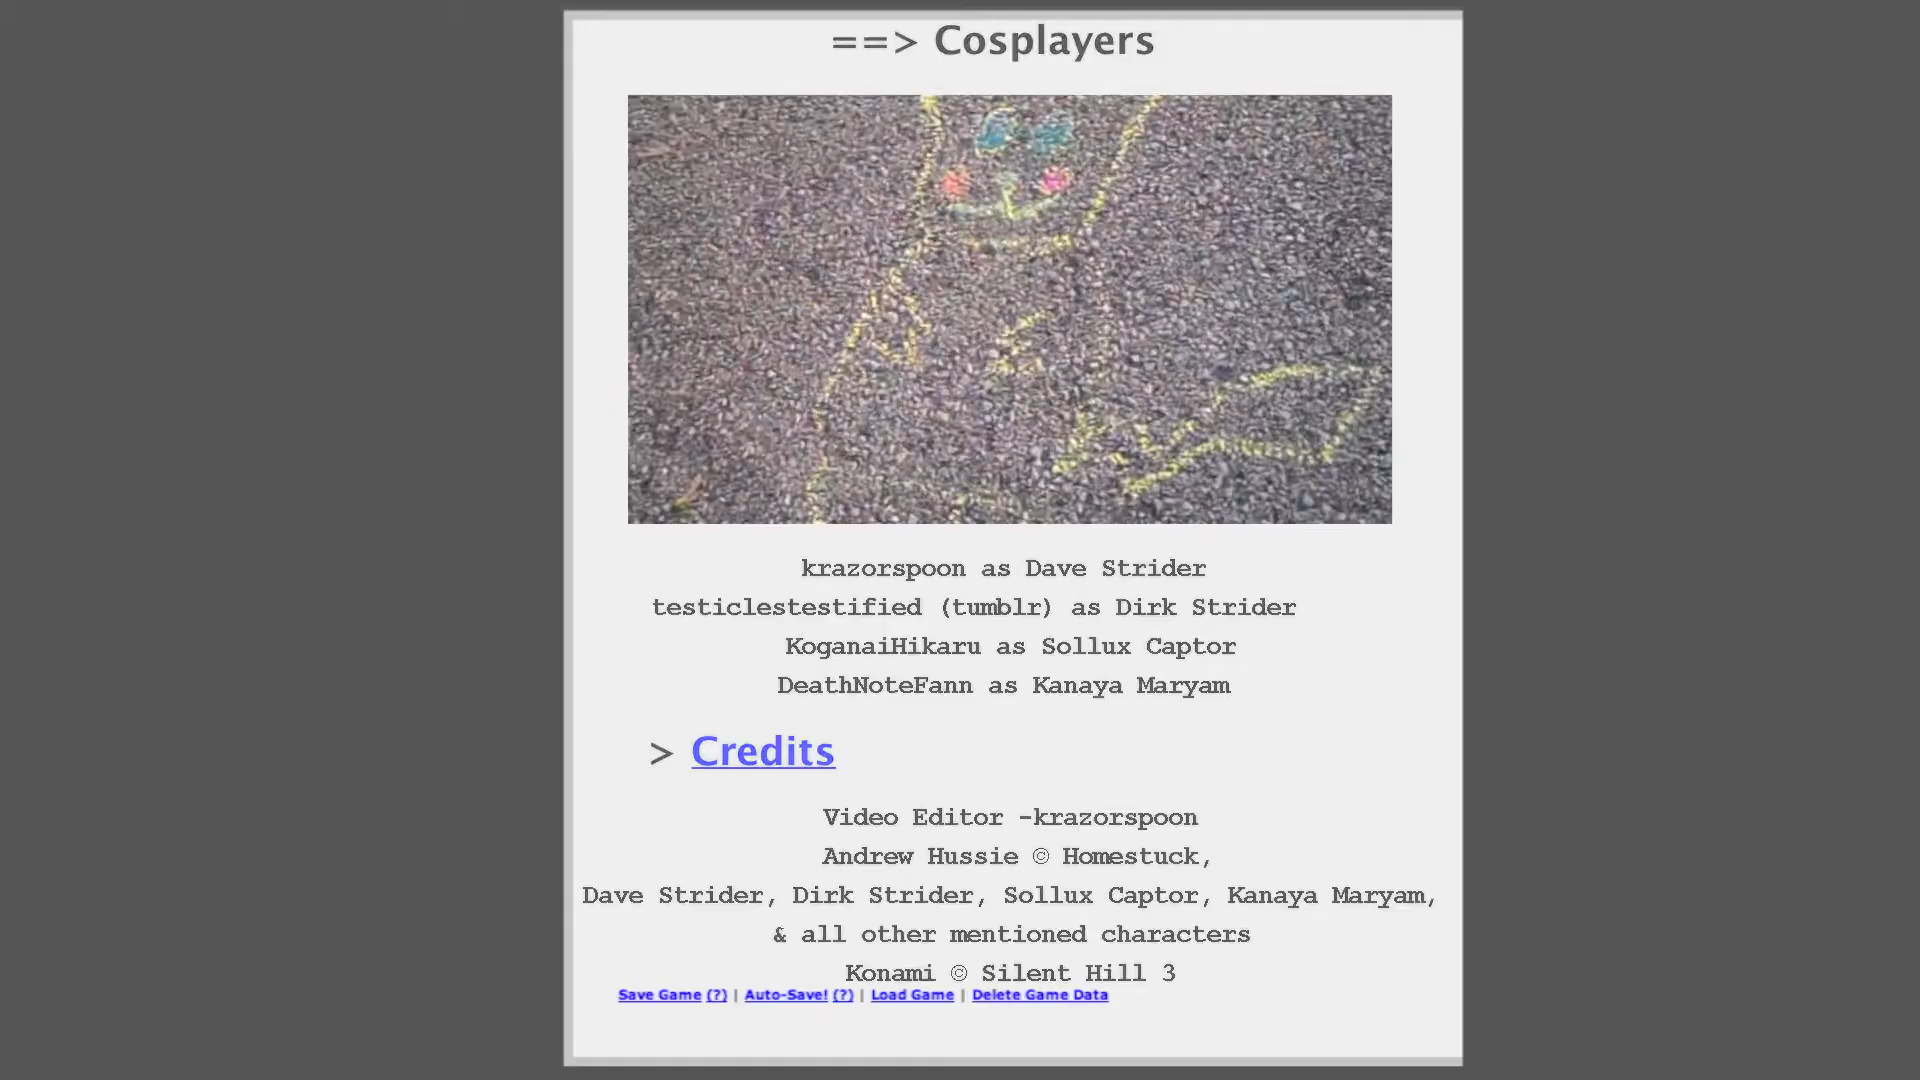 ==> Cosplayers
krazorspoon as Dave Strider
testiclestestified (tumblr) as Dirk Strider
KoganaiHikaru as Sollux Captor
DeathNoteFann as Kanaya Maryam
> Credits
Video Editor -krazorspoon
Andrew Hussie © Homestuck,
Dave Strider, Dirk Strider, Sollux Captor, Kanaya Maryam,
& all other mentioned characters
Konami © Silent Hill 3
Save Game (?) | Auto-Save! (?) | Load Game | Delete Game Data